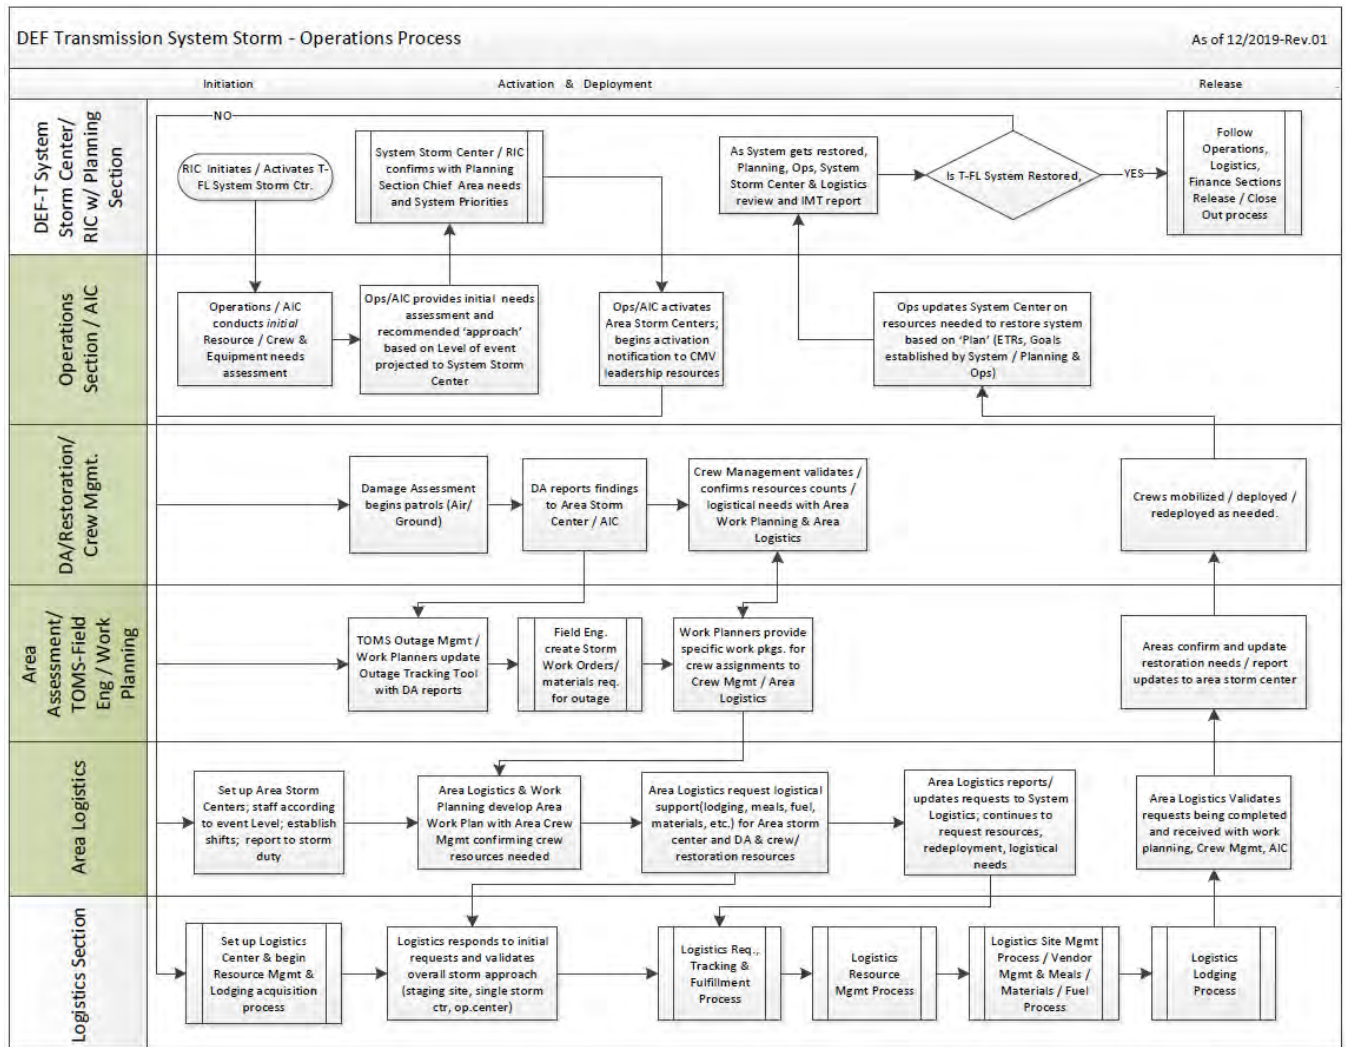 DEF Transmission System Storm - Operations Process
As of 12/2019-Rev.01
Initiation
Activation & Deployment
Release
DEF-T System
Storm Center/
RIC w/ Planning
Section
NO
RIC Initiates / Activates T-
FL System Storm Ctr.
System Storm Center / RIC
confirms with Planning
Section Chief Area needs
and System Priorities
As System gets restored,
Planning, Ops, System
Storm Center & Logistics
review and IMT report
Is T-FL System Restored,
YES
Follow
Operations,
Logistics,
Finance Sections
Release / Close
Out process
Operations
Section / AIC
Operations / AIC
conducts initial
Resource / Crew &
Equipment needs
assessment
Ops/AIC provides initial needs
assessment and
recommended 'approach'
based on Level of event
projected to System Storm
Center
Ops/AIC activates
Area Storm Centers;
begins activation
notification to CMV
leadership resources
Ops updates System Center on
resources needed to restore system
based on 'Plan' (ETRs, Goals
established by System / Planning &
Ops)
DA/Restoration/
Crew Mgmt.
Damage Assessment
begins patrols (Air/
Ground)
DA reports findings
to Area Storm
Center / AIC
Crew Management validates /
confirms resources counts /
logistical needs with Area
Work Planning & Area
Logistics
Crews mobilized / deployed /
redeployed as needed.
Area
Assessment/
TOMS-Field
Eng / Work
Planning
TOMS Outage Mgmt /
Work Planners update
Outage Tracking Tool
with DA reports
Field Eng.
create Storm
Work Orders/
materials req.
for outage
Work Planners provide
specific work pkgs. for
crew assignments to
Crew Mgmt / Area
Logistics
Areas confirm and update
restoration needs / report
updates to area storm center
Area Logistics
Set up Area Storm
Centers; staff according
to event Level; establish
shifts; report to storm
duty
Area Logistics & Work
Planning develop Area
Work Plan with Area Crew
Mgmt confirming crew
resources needed
Area Logistics request logistical
support(lodging, meals, fuel,
materials, etc.) for Area storm
center and DA & crew/
restoration resources
Area Logistics reports/
updates requests to System
Logistics; continues to
request resources,
redeployment, logistical
needs
Area Logistics Validates
requests being completed
and received with work
planning, Crew Mgmt, AIC
Logistics Section
Set up Logistics
Center & begin
Resource Mgmt &
Lodging acquisition
process
Logistics responds to initial
requests and validates
overall storm approach
(staging site, single storm
ctr, op.center)
Logistics Req.,
Tracking &
Fulfillment
Process
Logistics
Resource
Mgmt Process
Logistics Site Mgmt
Process / Vendor
Mgmt & Meals /
Materials / Fuel
Process
Logistics
Lodging
Process